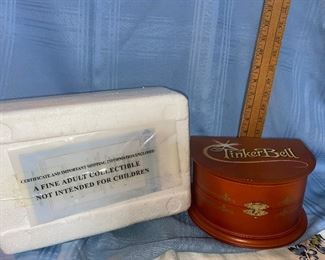 CERTIFICATE AND IMPORTANT SHIPPING INFORMATION ENCLOSED
A FINE ADULT COLLECTIBLE
NOT INTENDED FOR CHILDREN
TinkerBell